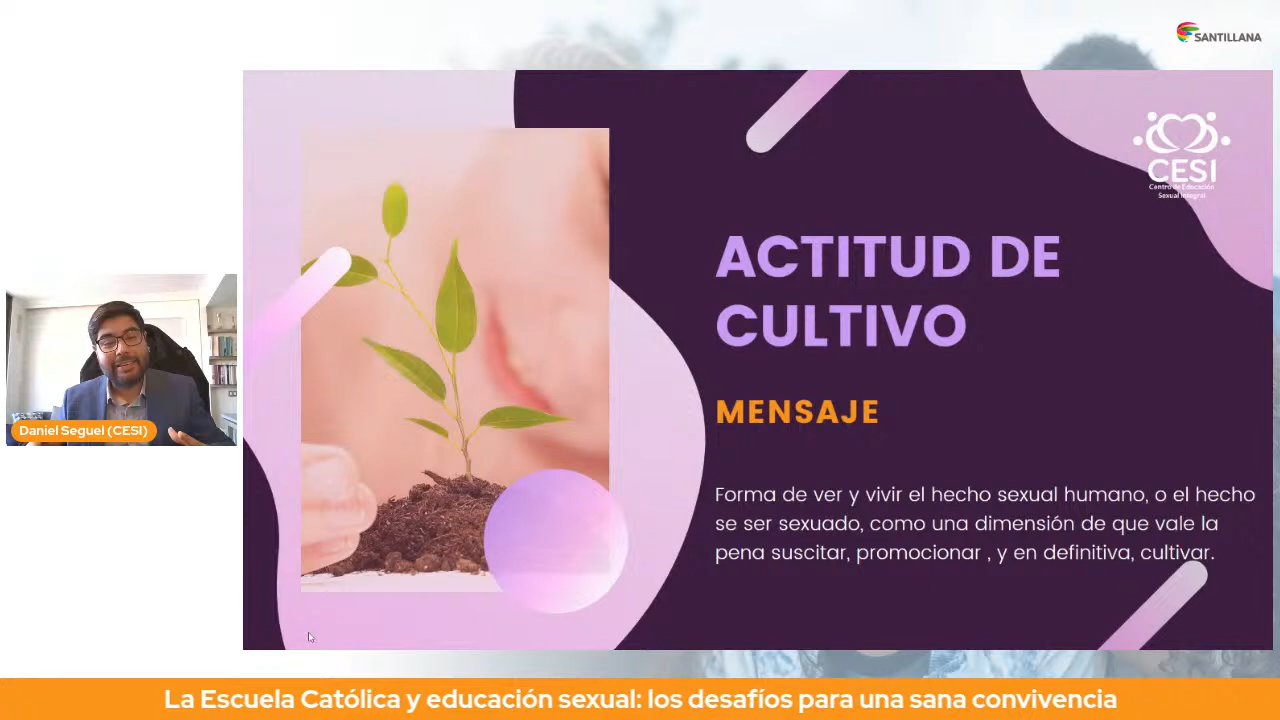 SANTILLANA
CESI
Centro de Educación
Sexual Integral
ACTITUD DE
CULTIVO
MENSAJE
Forma de ver y vivir el hecho sexual humano, o el hecho
se ser sexuado, como una dimensión de que vale la
pena suscitar, promocionar , y en definitiva, cultivar.
Daniel Seguel (CESI)
La Escuela Católica y educación sexual: los desafíos para una sana convivencia